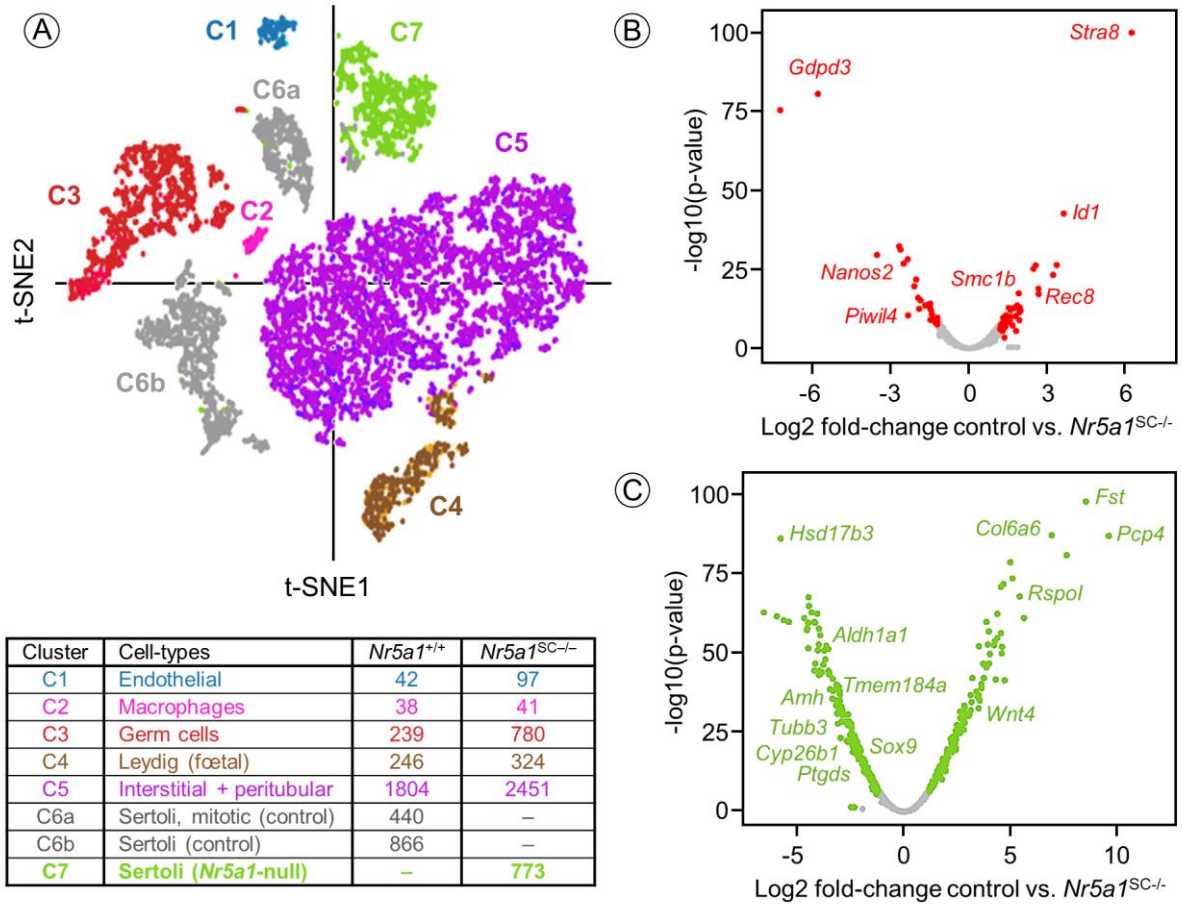 A
C1
C7
C6a
C5
C3
C2
C6b
C4
t-SNE2
t-SNE1
Cluster Cell-types Nr5a1+/+ Nr5a1SC–/–
C1 Endothelial 42 97
C2 Macrophages 38 41
C3 Germ cells 239 780
C4 Leydig (fœtal) 246 324
C5 Interstitial + peritubular 1804 2451
C6a Sertoli, mitotic (control) 440 –
C6b Sertoli (control) 866 –
C7 Sertoli (Nr5a1-null) – 773
B
100
75
50
25
0
-log10(p-value)
Stra8
Gdpd3
Id1
Nanos2
Smc1b
Rec8
Piwil4
-6 -3 0 3 6
Log2 fold-change control vs. Nr5a1SC-/-
C
100
75
50
25
0
-log10(p-value)
Fst
Hsd17b3
Col6a6
Pcp4
RspoI
Aldh1a1
Tmem184a
Amh
Wnt4
Tubb3
Sox9
Cyp26b1
Ptgds
-5 0 5 10
Log2 fold-change control vs. Nr5a1SC-/-